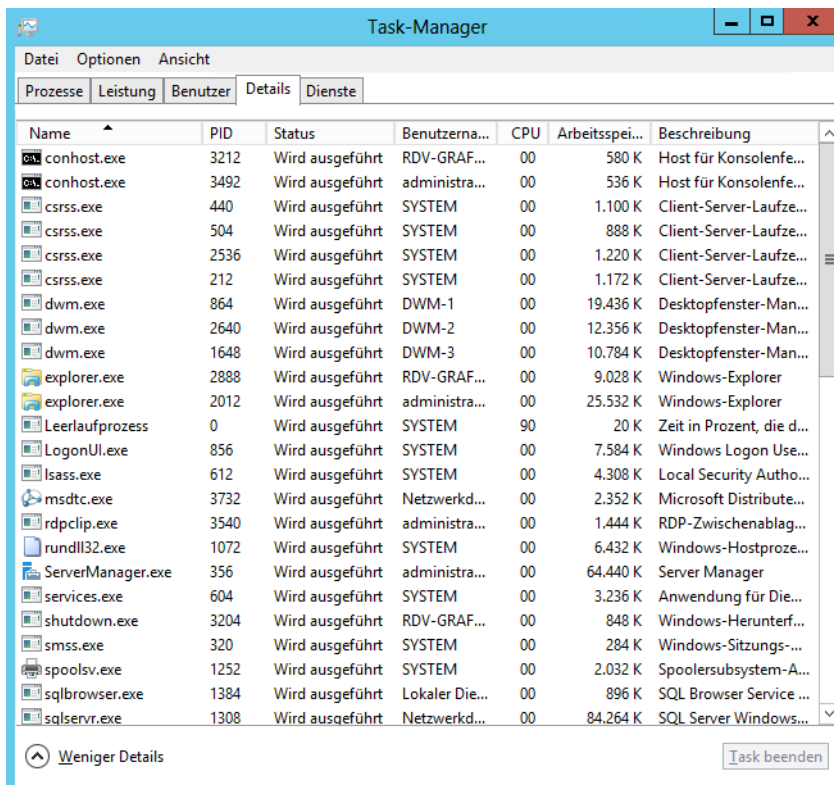 Task-Manager
Datei Optionen Ansicht
Prozesse Leistung Benutzer Details Dienste
Name PID Status Benutzerna... CPU Arbeitsspei... Beschreibung
conhost.exe 3212 Wird ausgeführt RDV-GRAF... 00 580 K Host für Konsolenfe...
conhost.exe 3492 Wird ausgeführt administra... 00 536 K Host für Konsolenfe...
csrss.exe 440 Wird ausgeführt SYSTEM 00 1.100 K Client-Server-Laufze...
csrss.exe 504 Wird ausgeführt SYSTEM 00 888 K Client-Server-Laufze...
csrss.exe 2536 Wird ausgeführt SYSTEM 00 1.220 K Client-Server-Laufze...
csrss.exe 212 Wird ausgeführt SYSTEM 00 1.172 K Client-Server-Laufze...
dwm.exe 864 Wird ausgeführt DWM-1 00 19.436 K Desktopfenster-Man...
dwm.exe 2640 Wird ausgeführt DWM-2 00 12.356 K Desktopfenster-Man...
dwm.exe 1648 Wird ausgeführt DWM-3 00 10.784 K Desktopfenster-Man...
explorer.exe 2888 Wird ausgeführt RDV-GRAF... 00 9.028 K Windows-Explorer
explorer.exe 2012 Wird ausgeführt administra... 00 25.532 K Windows-Explorer
Leerlaufprozess 0 Wird ausgeführt SYSTEM 90 20 K Zeit in Prozent, die d...
LogonUI.exe 856 Wird ausgeführt SYSTEM 00 7.584 K Windows Logon Use...
lsass.exe 612 Wird ausgeführt SYSTEM 00 4.308 K Local Security Autho...
msdtc.exe 3732 Wird ausgeführt Netzwerkd... 00 2.352 K Microsoft Distribute...
rdpclip.exe 3540 Wird ausgeführt administra... 00 1.444 K RDP-Zwischenablag...
rundll32.exe 1072 Wird ausgeführt SYSTEM 00 6.432 K Windows-Hostproze...
ServerManager.exe 356 Wird ausgeführt administra... 00 64.440 K Server Manager
services.exe 604 Wird ausgeführt SYSTEM 00 3.236 K Anwendung für Die...
shutdown.exe 3204 Wird ausgeführt RDV-GRAF... 00 848 K Windows-Herunterf...
smss.exe 320 Wird ausgeführt SYSTEM 00 284 K Windows-Sitzungs-...
spoolsv.exe 1252 Wird ausgeführt SYSTEM 00 2.032 K Spoolersubsystem-A...
sqlbrowser.exe 1384 Wird ausgeführt Lokaler Die... 00 896 K SQL Browser Service ...
sqlservr.exe 1308 Wird ausgeführt Netzwerkd... 00 84.264 K SQL Server Windows...
Weniger Details Task beenden